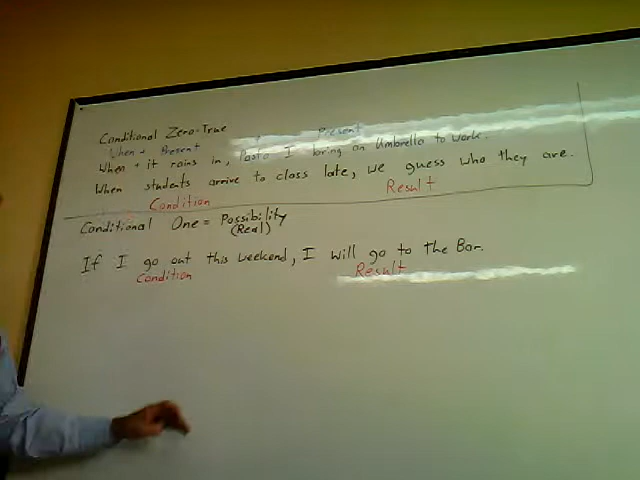 Conditional Zero-True
When + Present Present
When + it rains in, Pasto I bring an Umbrella to work.
When students arrive to class late, we guess who they are.
Condition Result
Conditional One = Possibility
(Real)
If I go out this weekend, I will go to the Bar.
Condition Result